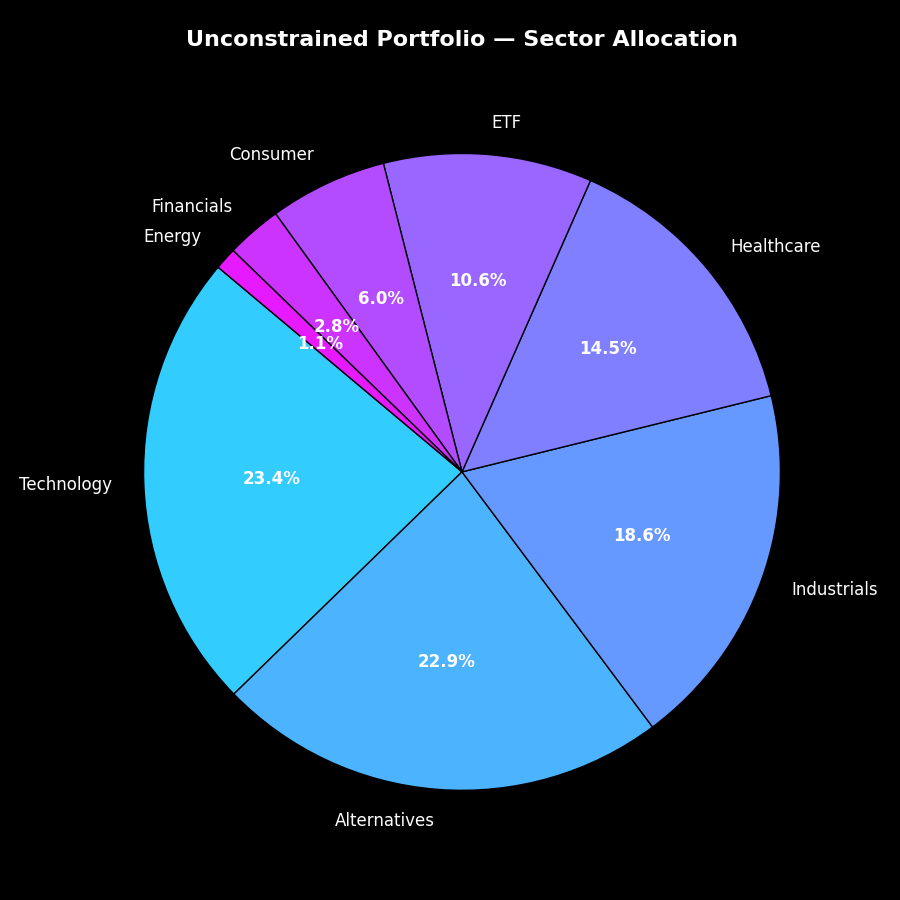 Unconstrained Portfolio — Sector Allocation
ETF
Consumer
Financials
Energy
Healthcare
10.6%
6.0%
2.8%
1.1%
14.5%
Technology
23.4%
18.6%
Industrials
22.9%
Alternatives